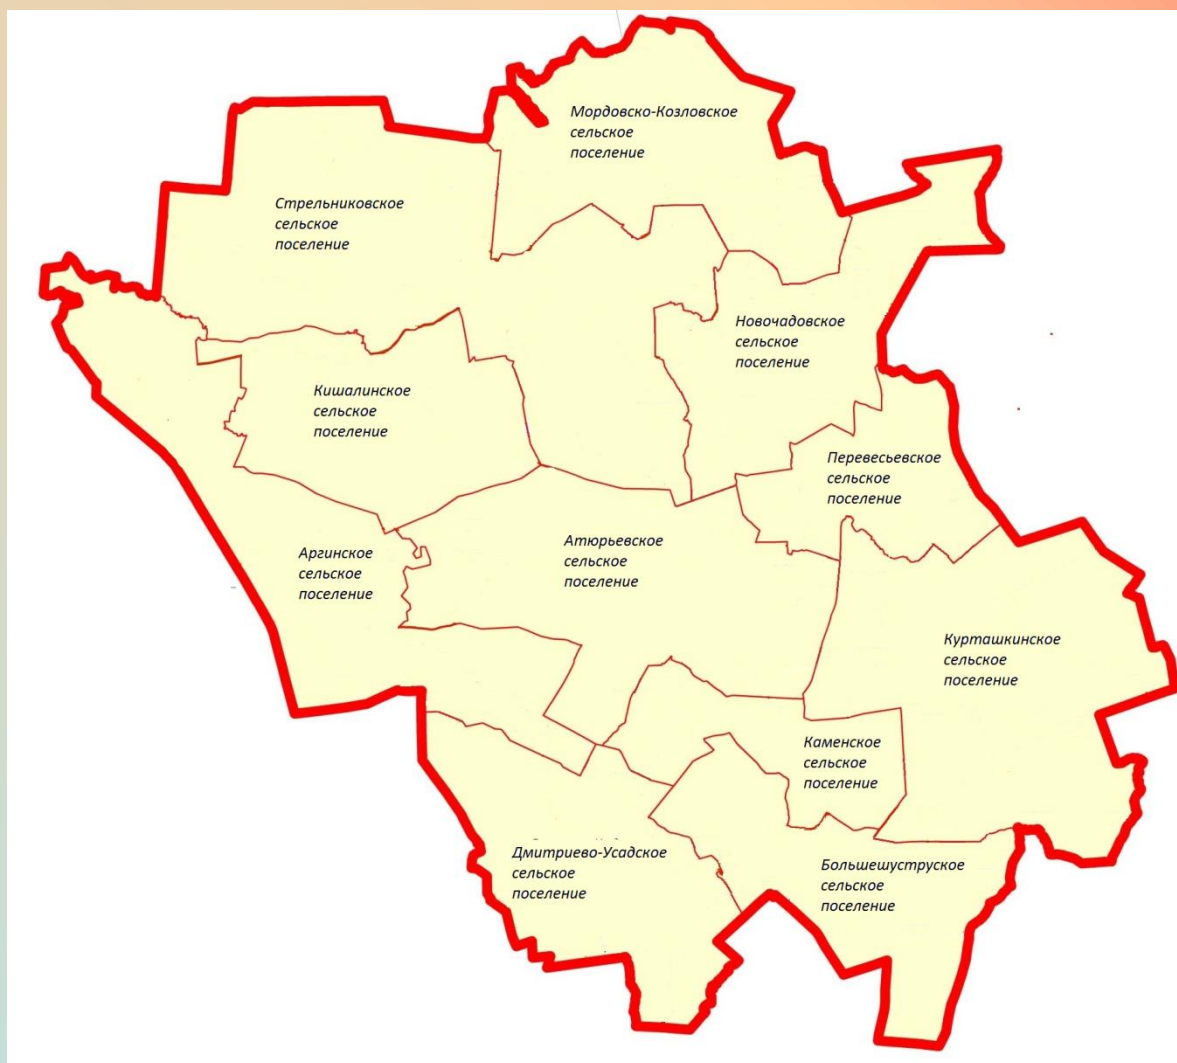 Мордовско-Козловское
сельское
поселение
Стрельниковское
сельское
поселение
Новочадовское
сельское
поселение
Кишалинское
сельское
поселение
Перевесьевское
сельское
поселение
Аргинское
сельское
поселение
Атюрьевское
сельское
поселение
Курташкинское
сельское
поселение
Каменское
сельское
поселение
Дмитриево-Усадское
сельское
поселение
Большешуструское
сельское
поселение